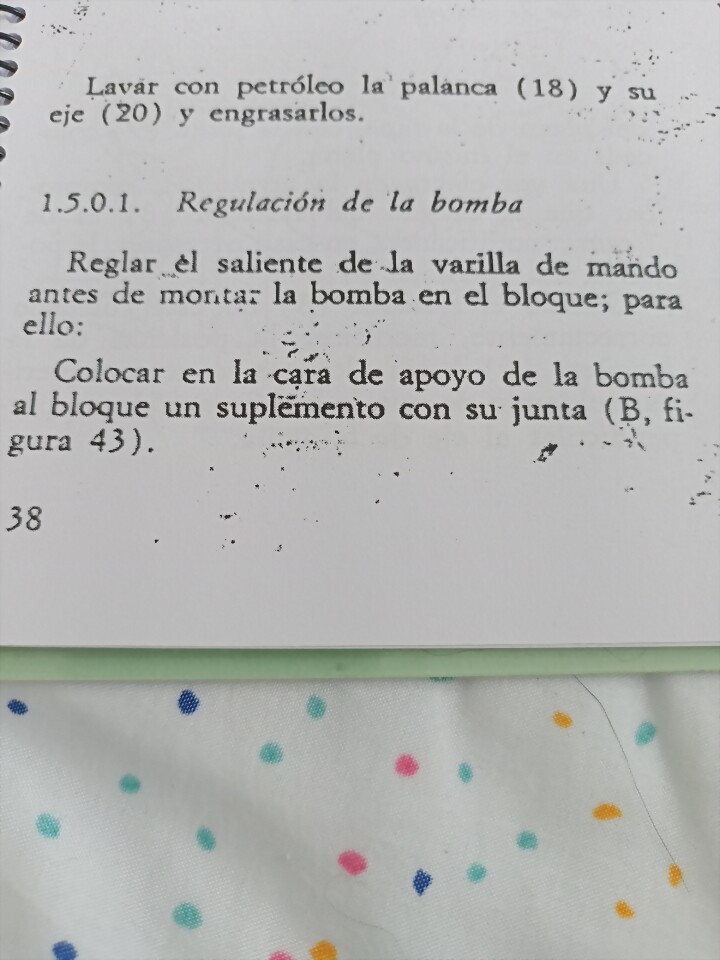 Lavar con petróleo la palanca (18) y su
eje (20) y engrasarlos.
1.5.0.1. Regulación de la bomba
Reglar el saliente de la varilla de mando
antes de montar la bomba en el bloque; para
ello:
Colocar en la cara de apoyo de la bomba
al bloque un suplemento con su junta (B, fi-
gura 43).
38